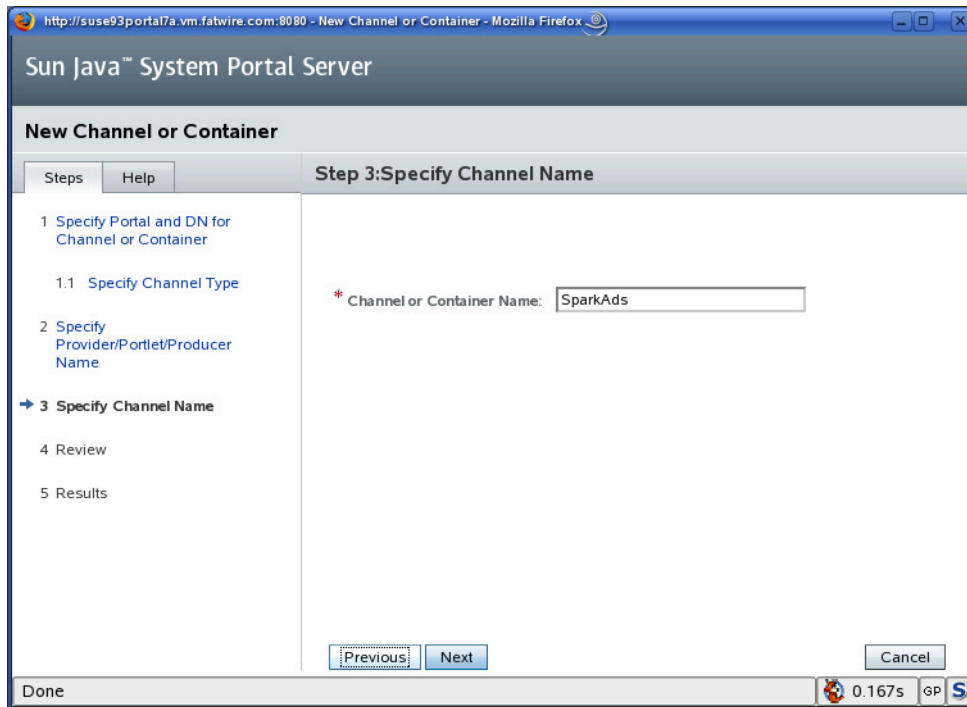 http://suse93portal7a.vm.fatwire.com:8080 - New Channel or Container - Mozilla Firefox
Sun Java™ System Portal Server
New Channel or Container
Steps
Help
1 Specify Portal and DN for
Channel or Container
1.1 Specify Channel Type
2 Specify
Provider/Portlet/Producer
Name
3 Specify Channel Name
4 Review
5 Results
Step 3:Specify Channel Name
* Channel or Container Name: SparkAds
Previous
Next
Cancel
Done
0.167s
GP
S